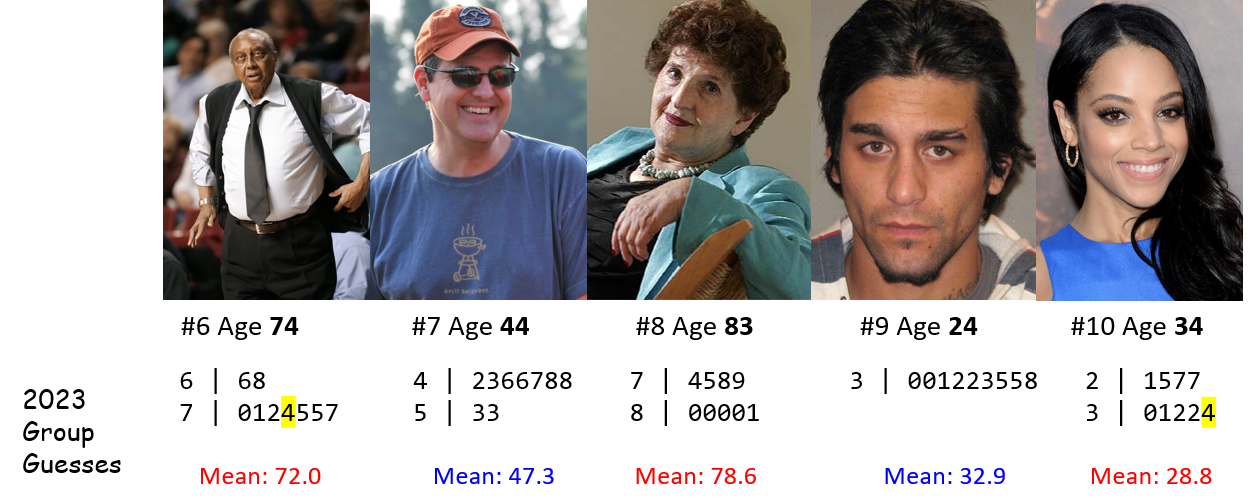 Grill Sergeant
#6 Age 74
#7 Age 44
#8 Age 83
#9 Age 24
#10 Age 34
2023
Group
Guesses
6 | 68
7 | 0124557
Mean: 72.0
4 | 2366788
5 | 33
Mean: 47.3
7 | 4589
8 | 00001
Mean: 78.6
3 | 001223558
Mean: 32.9
2 | 1577
3 | 01224
Mean: 28.8